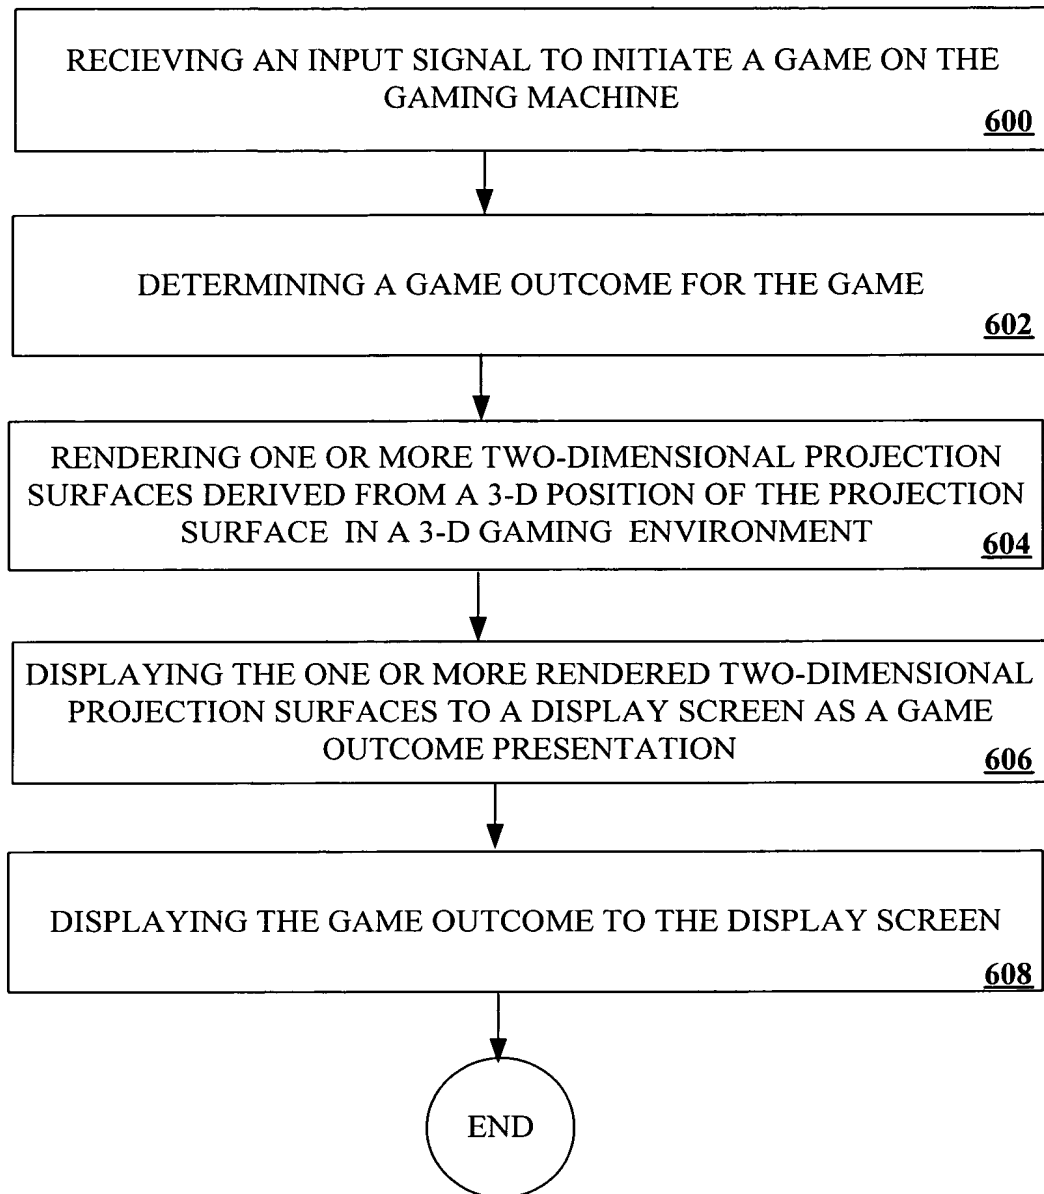 RECIEVING AN INPUT SIGNAL TO INITIATE A GAME ON THE
GAMING MACHINE
600
DETERMINING A GAME OUTCOME FOR THE GAME
602
RENDERING ONE OR MORE TWO-DIMENSIONAL PROJECTION
SURFACES DERIVED FROM A 3-D POSITION OF THE PROJECTION
SURFACE IN A 3-D GAMING ENVIRONMENT
604
DISPLAYING THE ONE OR MORE RENDERED TWO-DIMENSIONAL
PROJECTION SURFACES TO A DISPLAY SCREEN AS A GAME
OUTCOME PRESENTATION
606
DISPLAYING THE GAME OUTCOME TO THE DISPLAY SCREEN
608
END